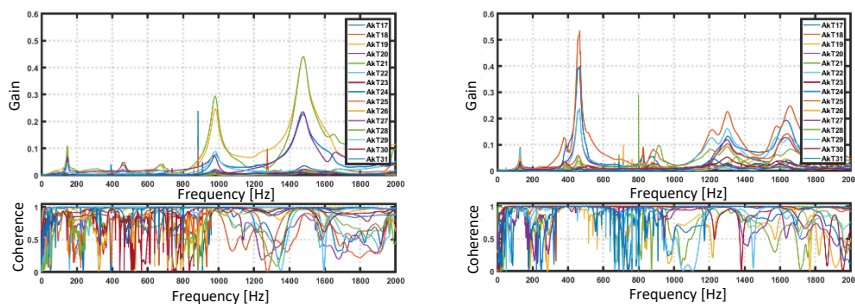 0.6
0.5
0.4
0.3
0.2
0.1
0
Gain
AkT17
AkT18
AkT19
AkT20
AkT21
AkT22
AkT23
AkT24
AkT25
AkT26
AkT27
AkT28
AkT29
AkT30
AkT31
0 200 400 600 800 1000 1200 1400 1600 1800 2000
Frequency [Hz]
1
0.5
0
Coherence
0 200 400 600 800 1000 1200 1400 1600 1800 2000
Frequency [Hz]
0.6
0.5
0.4
0.3
0.2
0.1
0
Gain
AkT17
AkT18
AkT19
AkT20
AkT21
AkT22
AkT23
AkT24
AkT25
AkT26
AkT27
AkT28
AkT29
AkT30
AkT31
0 200 400 600 800 1000 1200 1400 1600 1800 2000
Frequency [Hz]
1
0.5
0
Coherence
0 200 400 600 800 1000 1200 1400 1600 1800 2000
Frequency [Hz]